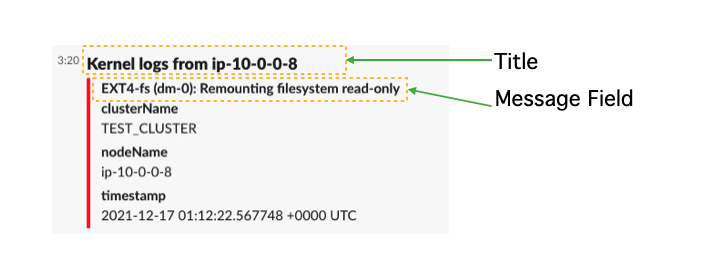 3:20 Kernel logs from ip-10-0-0-8
Title
EXT4-fs (dm-0): Remounting filesystem read-only
Message Field
clusterName
TEST_CLUSTER
nodeName
ip-10-0-0-8
timestamp
2021-12-17 01:12:22.567748 +0000 UTC